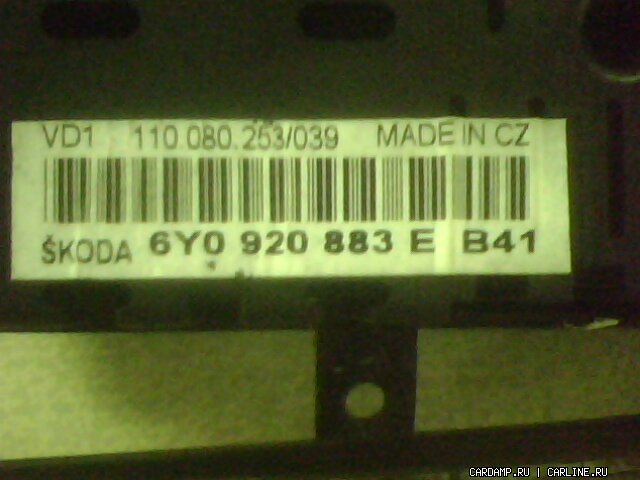 VD1 110.080.253/039 MADE IN CZ
ŠKODA 6Y0 920 883 E B41
CARDAMP.RU | CARLINE.RU